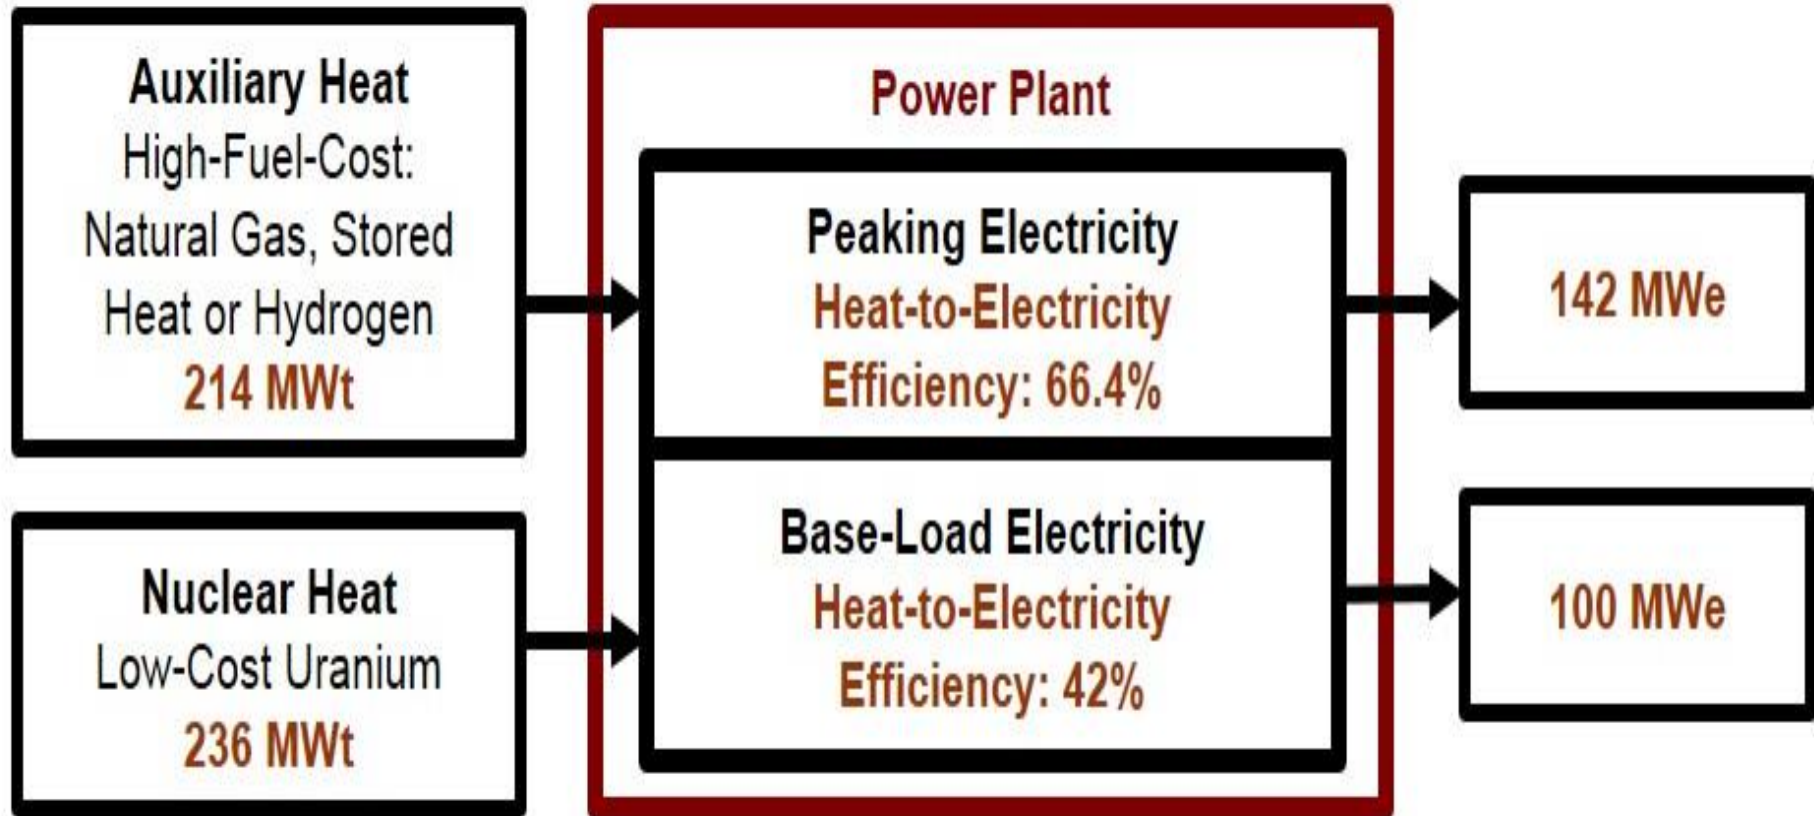 Auxiliary Heat
High-Fuel-Cost:
Natural Gas, Stored
Heat or Hydrogen
214 MWt
Nuclear Heat
Low-Cost Uranium
236 MWt
Power Plant
Peaking Electricity
Heat-to-Electricity
Efficiency: 66.4%
Base-Load Electricity
Heat-to-Electricity
Efficiency: 42%
142 MWe
100 MWe